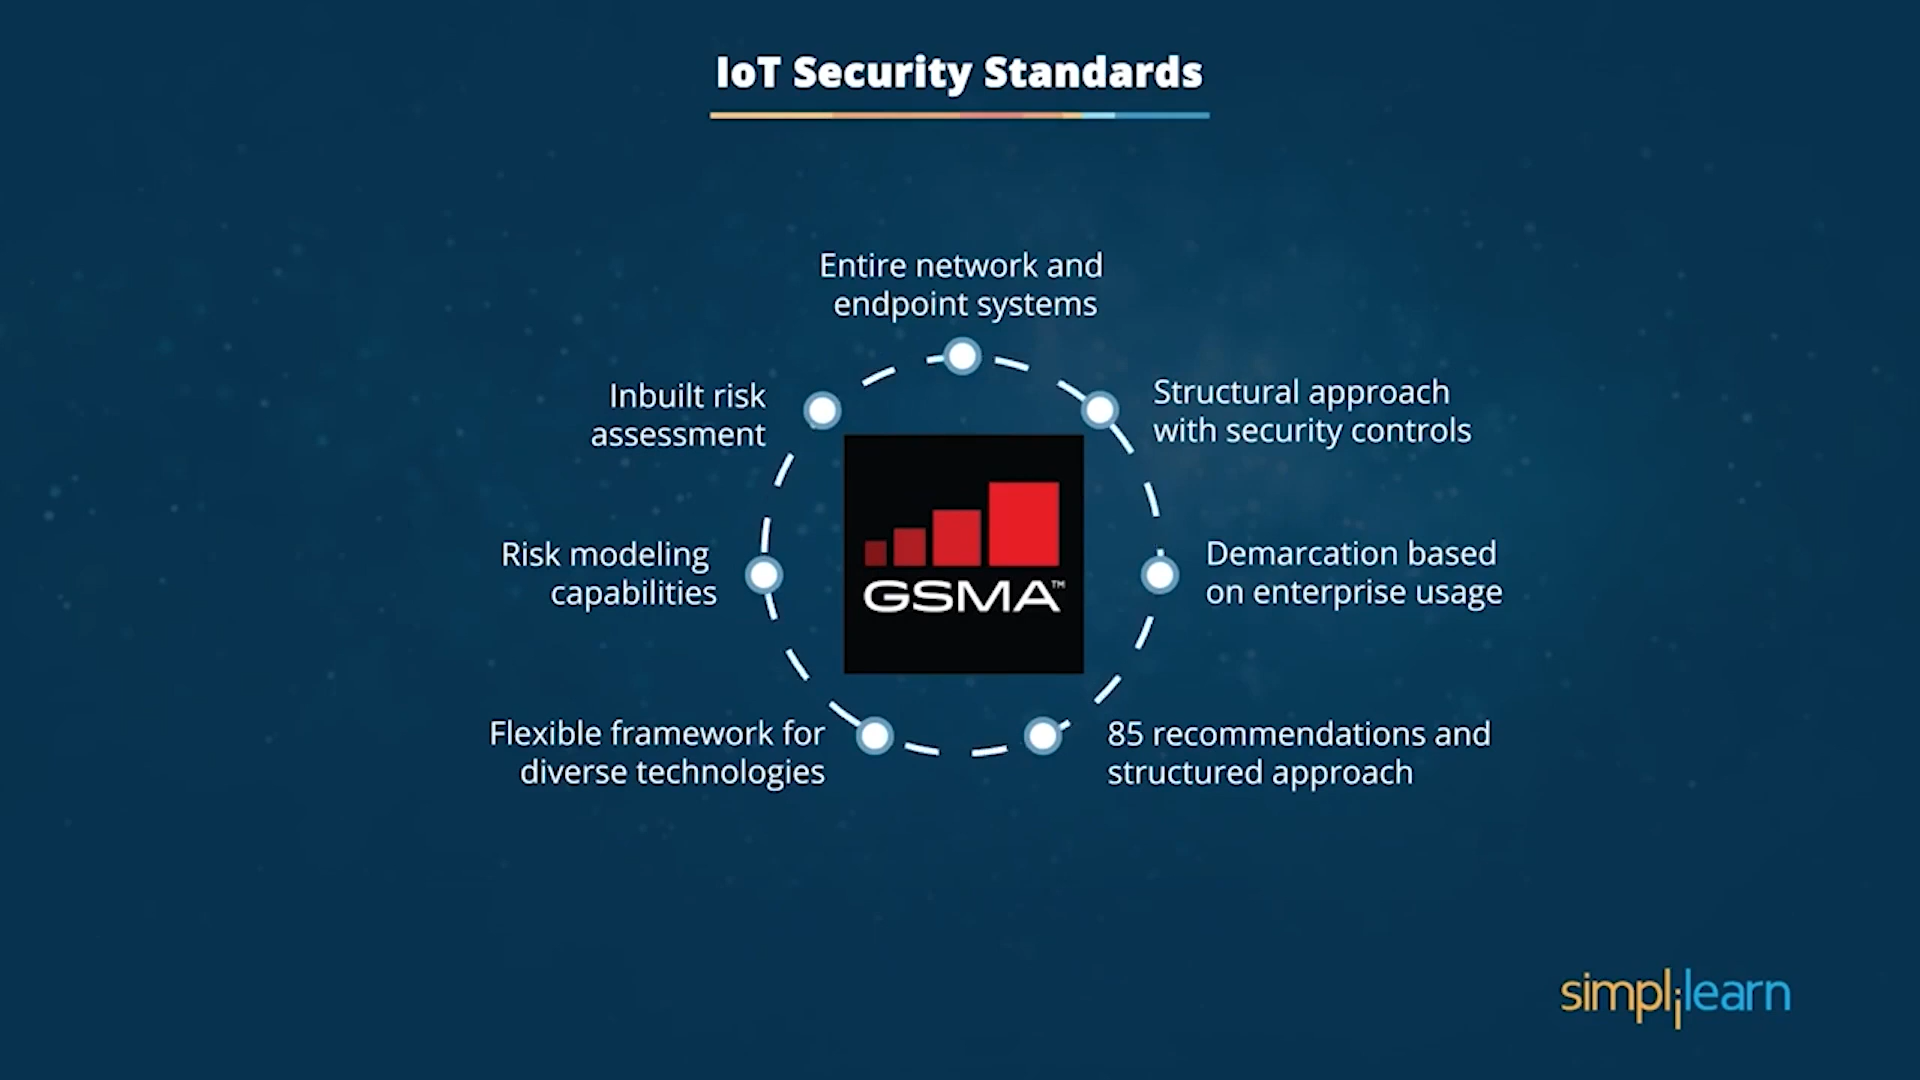 IoT Security Standards
Entire network and
endpoint systems
Structural approach
with security controls
Demarcation based
on enterprise usage
85 recommendations and
structured approach
Flexible framework for
diverse technologies
Risk modeling
capabilities
Inbuilt risk
assessment
GSMA™
simplilearn